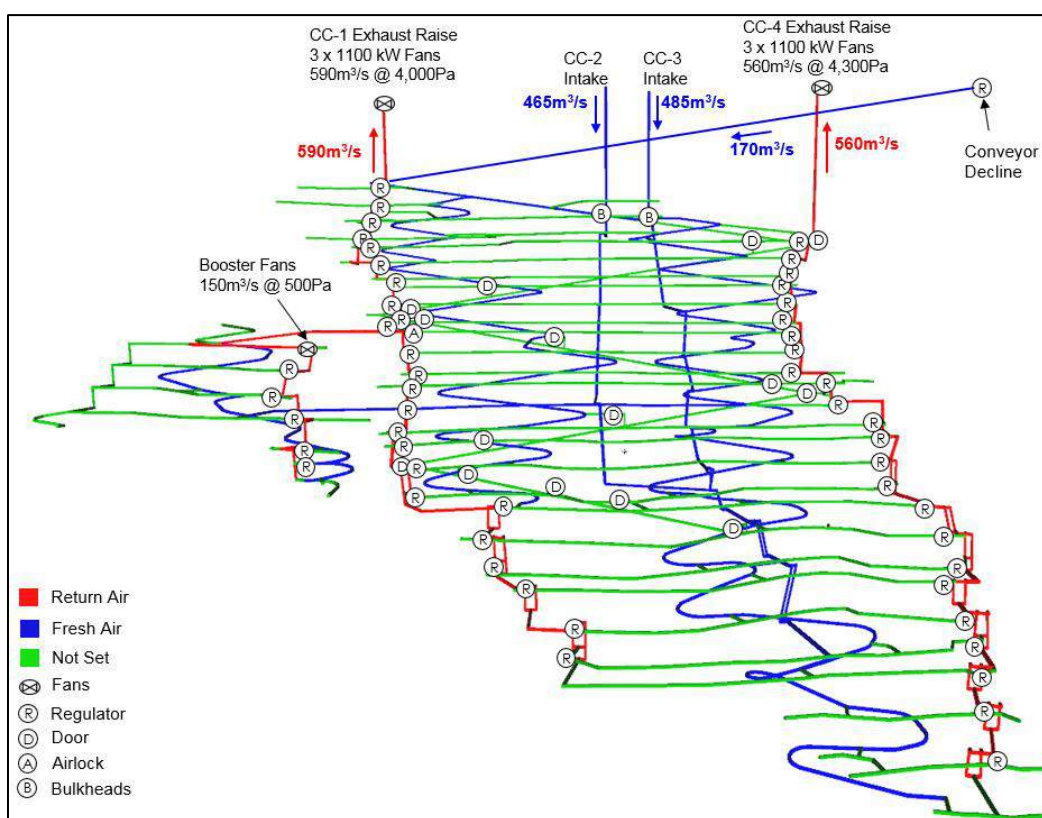 CC-1 Exhaust Raise
3 x 1100 kW Fans
590m³/s @ 4,000Pa
CC-2
Intake
CC-3
Intake
CC-4 Exhaust Raise
3 x 1100 kW Fans
560m³/s @ 4,300Pa
465m³/s
485m³/s
590m³/s
170m³/s
560m³/s
R
Conveyor
Decline
Booster Fans
150m³/s @ 500Pa
Return Air
Fresh Air
Not Set
Fans
R Regulator
D Door
A Airlock
B Bulkheads